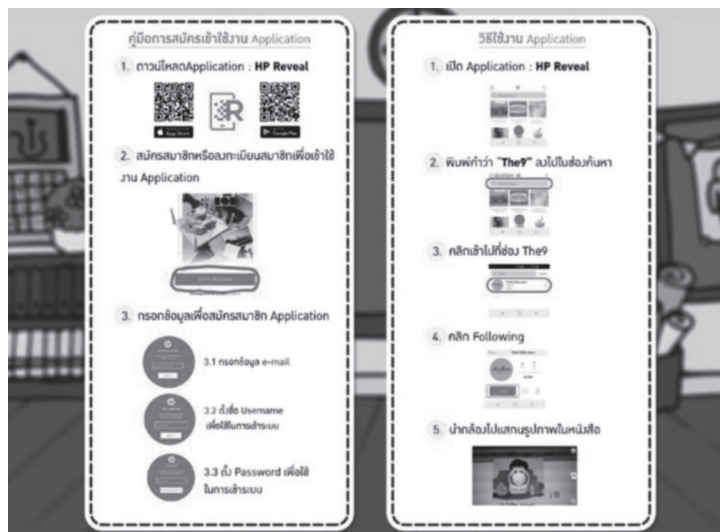 คู่มือการสมัครเข้าใช้งาน Application
1. ดาวน์โหลดApplication : HP Reveal
App Store
Google Play
2. สมัครสมาชิกหรือลงทะเบียนสมาชิกเพื่อเข้าใช้
งาน Application
3. กรอกข้อมูลเพื่อสมัครสมาชิก Application
3.1 กรอกข้อมูล e-mail
3.2 ตั้งชื่อ Username
เพื่อใช้ในการเข้าระบบ
3.3 ตั้ง Password เพื่อใช้
ในการเข้าระบบ
วิธีใช้งาน Application
1. เปิด Application : HP Reveal
2. พิมพ์คำว่า "The9" ลงไปในช่องค้นหา
3. คลิกเข้าไปที่ช่อง The9
4. คลิก Following
5. นำกล้องไปแสกนรูปภาพในหนังสือ